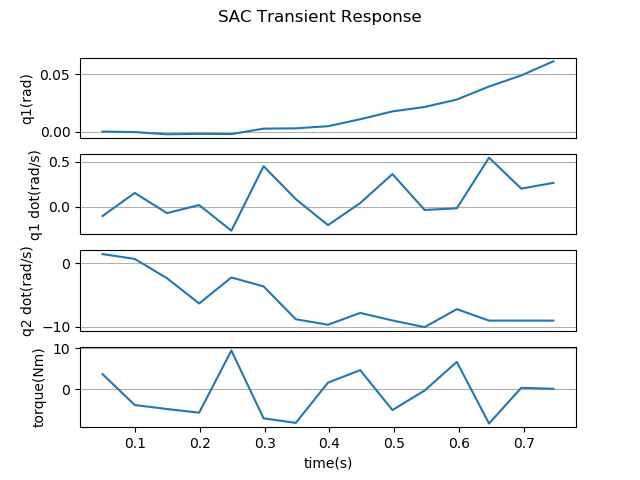 SAC Transient Response
q1(rad)
0.05
0.00
q1 dot(rad/s)
0.5
0.0
q2 dot(rad/s)
0
−10
torque(Nm)
10
0
0.1 0.2 0.3 0.4 0.5 0.6 0.7
time(s)